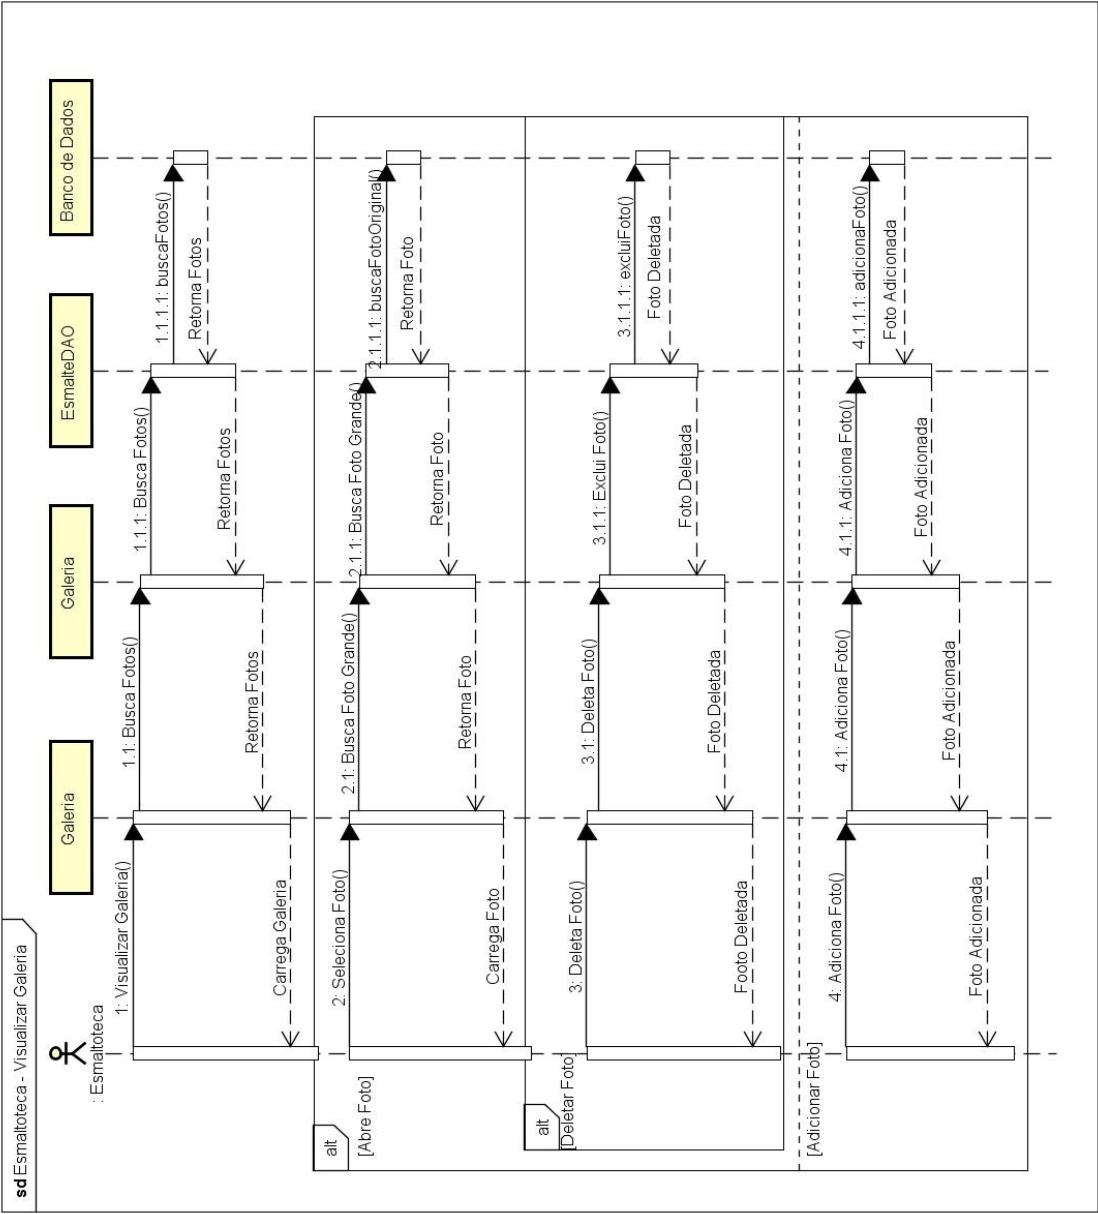 sd Esmaltoteca - Visualizar Galeria
: Esmaltoteca
Galeria
Galeria
EsmalteDAO
Banco de Dados
1: Visualizar Galeria()
1.1: Busca Fotos()
1.1.1: Busca Fotos()
1.1.1.1: buscaFotos()
Retorna Fotos
Retorna Fotos
Retorna Fotos
Carrega Galeria
alt
[Abre Foto]
2: Seleciona Foto()
2.1: Busca Foto Grande()
2.1.1: Busca Foto Grande()
2.1.1.1: buscaFotoOriginal()
Retorna Foto
Retorna Foto
Retorna Foto
Carrega Foto
alt
[Deletar Foto]
3: Deleta Foto()
3.1: Deleta Foto()
3.1.1: Exclui Foto()
3.1.1.1: excluiFoto()
Foto Deletada
Foto Deletada
Foto Deletada
Footo Deletada
[Adicionar Foto]
4: Adiciona Foto()
4.1: Adiciona Foto()
4.1.1: Adiciona Foto()
4.1.1.1: adicionaFoto()
Foto Adicionada
Foto Adicionada
Foto Adicionada
Foto Adicionada